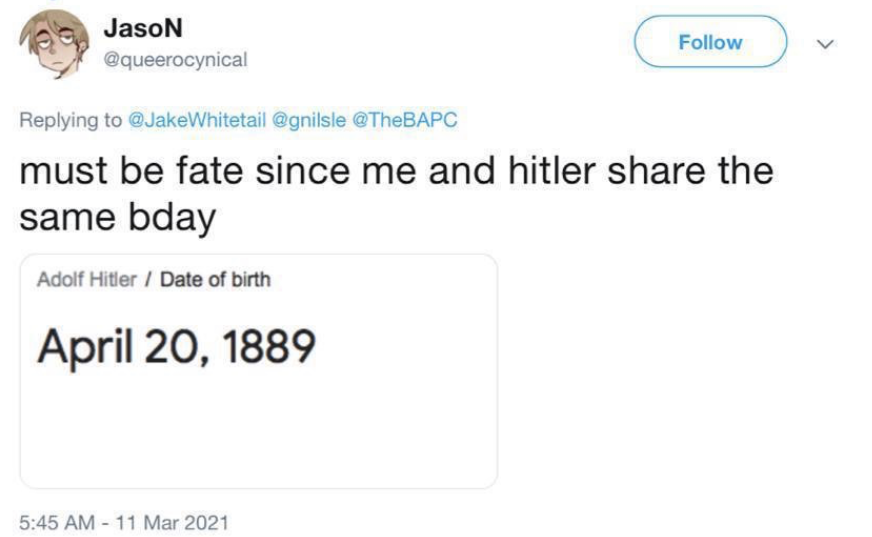 JasoN
@queerocynical
Follow
Replying to @JakeWhitetail @gnilsle @TheBAPC
must be fate since me and hitler share the
same bday
Adolf Hitler / Date of birth
April 20, 1889
5:45 AM - 11 Mar 2021